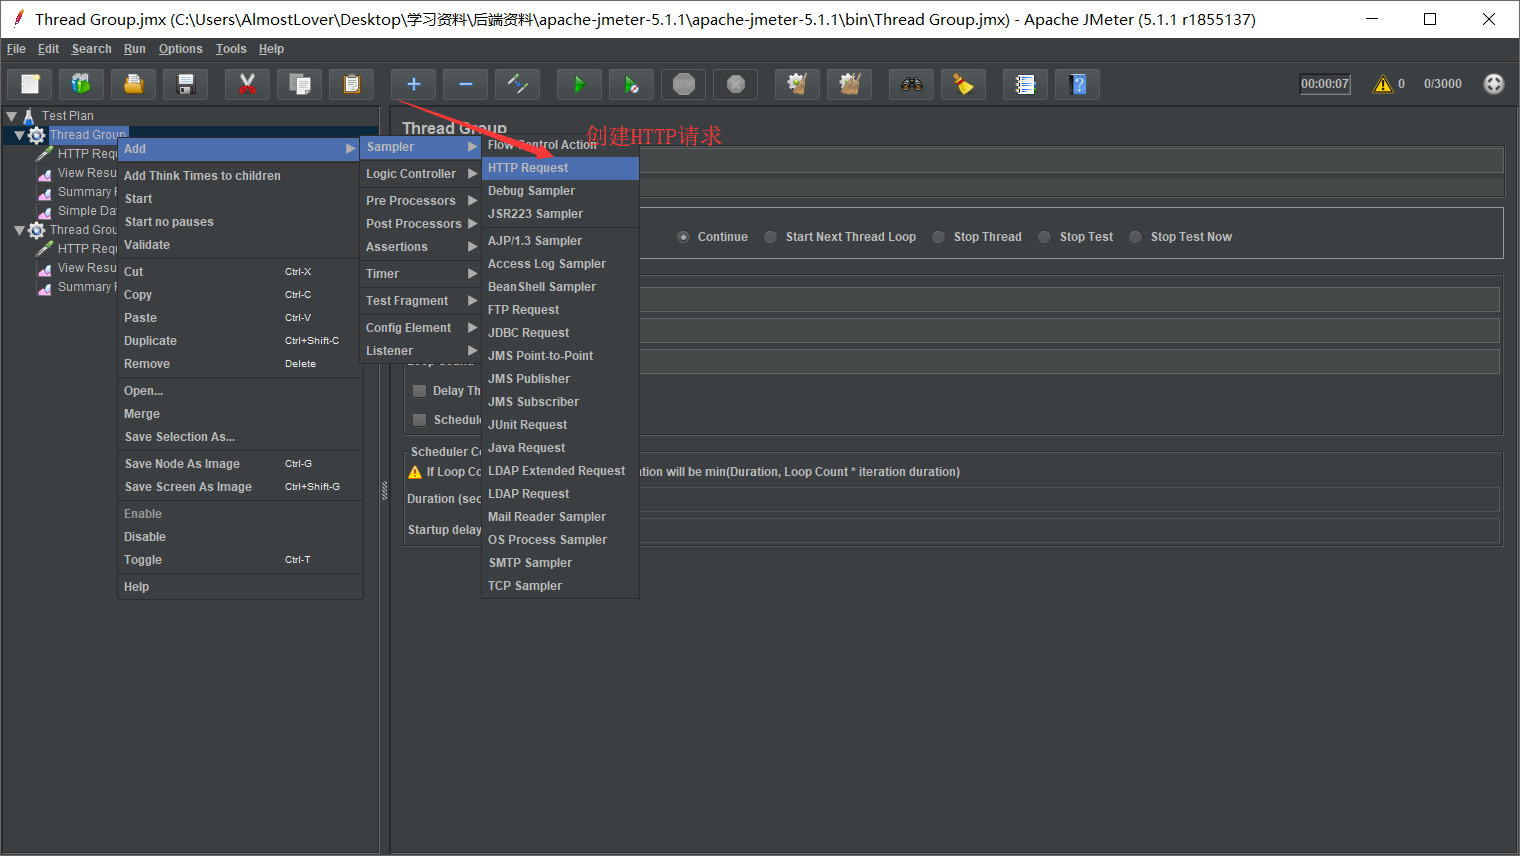 Thread Group.jmx (C:\Users\AlmostLover\Desktop\学习资料\后端资料\apache-jmeter-5.1.1\apache-jmeter-5.1.1\bin\Thread Group.jmx) - Apache JMeter (5.1.1 r1855137)
File Edit Search Run Options Tools Help
00:00:07 0 0/3000
Test Plan
Thread Group
HTTP Requ
View Resu
Summary
Simple Da
Thread Grou
HTTP Requ
View Resu
Summary
Add
Add Think Times to children
Start
Start no pauses
Validate
Cut Ctrl-X
Copy Ctrl-C
Paste Ctrl-V
Duplicate Ctrl+Shift-C
Remove Delete
Open...
Merge
Save Selection As...
Save Node As Image Ctrl-G
Save Screen As Image Ctrl+Shift-G
Enable
Disable
Toggle Ctrl-T
Help
Sampler
Logic Controller
Pre Processors
Post Processors
Assertions
Timer
Test Fragment
Config Element
Listener
Flow Control Action
HTTP Request
Debug Sampler
JSR223 Sampler
AJP/1.3 Sampler
Access Log Sampler
BeanShell Sampler
FTP Request
JDBC Request
JMS Point-to-Point
JMS Publisher
JMS Subscriber
JUnit Request
Java Request
LDAP Extended Request
LDAP Request
Mail Reader Sampler
OS Process Sampler
SMTP Sampler
TCP Sampler
Thread Group
创建HTTP请求
Continue Start Next Thread Loop Stop Thread Stop Test Stop Test Now
Delay Th
Schedule
Scheduler Co
If Loop Co
tion will be min(Duration, Loop Count * iteration duration)
Duration (sec
Startup delay